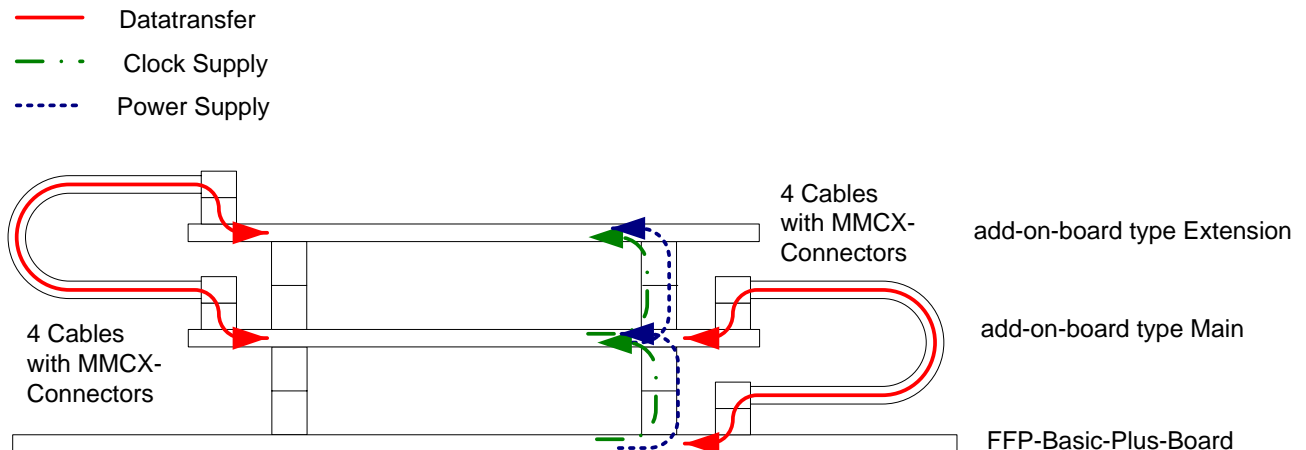 Datatransfer
Clock Supply
Power Supply
4 Cables
with MMCX-
Connectors
add-on-board type Extension
4 Cables
with MMCX-
Connectors
add-on-board type Main
FFP-Basic-Plus-Board